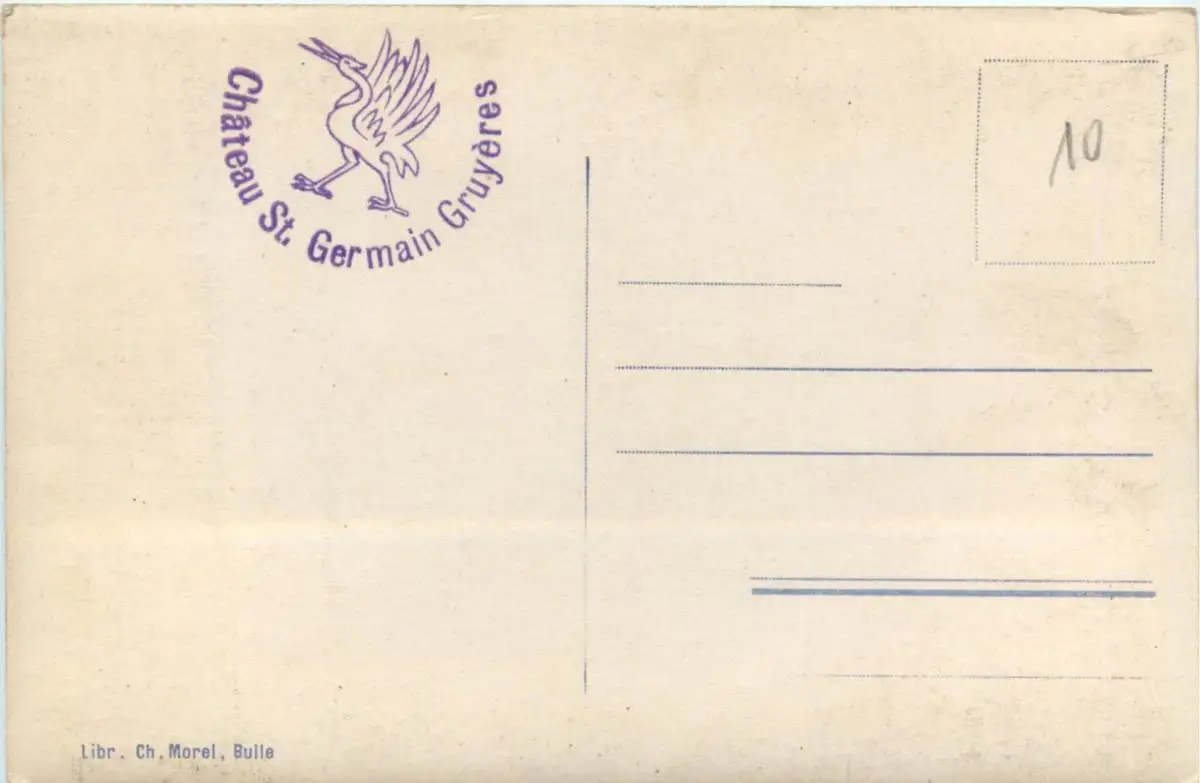 Château St. Germain Gruyères
10
Libr. Ch. Morel, Bulle